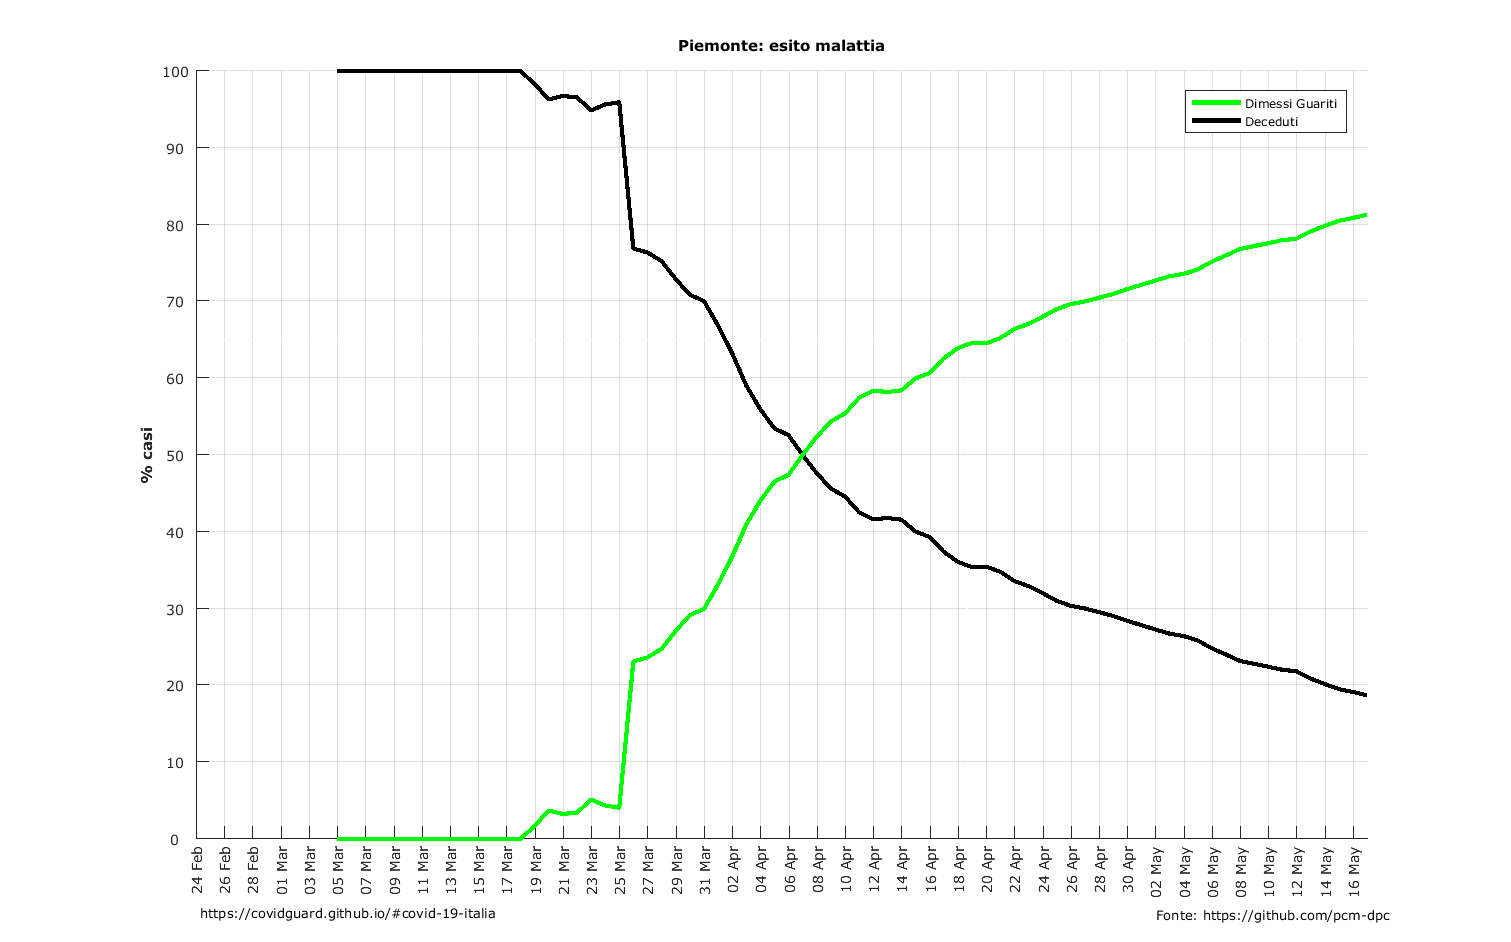 Piemonte: esito malattia
Dimessi Guariti
Deceduti
% casi
100
90
80
70
60
50
40
30
20
10
0
24 Feb
26 Feb
28 Feb
01 Mar
03 Mar
05 Mar
07 Mar
09 Mar
11 Mar
13 Mar
15 Mar
17 Mar
19 Mar
21 Mar
23 Mar
25 Mar
27 Mar
29 Mar
31 Mar
02 Apr
04 Apr
06 Apr
08 Apr
10 Apr
12 Apr
14 Apr
16 Apr
18 Apr
20 Apr
22 Apr
24 Apr
26 Apr
28 Apr
30 Apr
02 May
04 May
06 May
08 May
10 May
12 May
14 May
16 May
https://covidguard.github.io/#covid-19-italia
Fonte: https://github.com/pcm-dpc